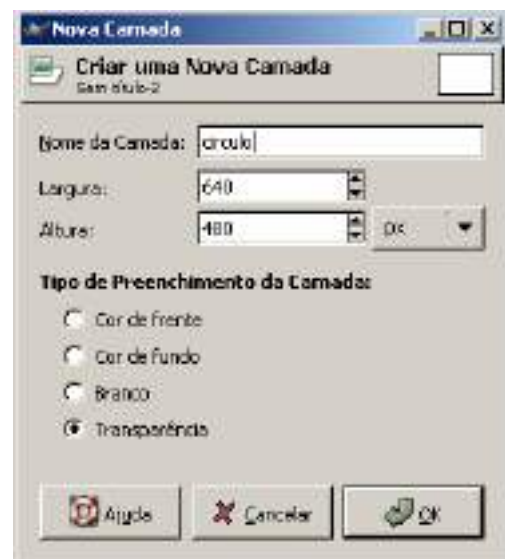 Nova Camada
Criar uma Nova Camada
Sem título-2
Nome da Camada: circulo
Largura: 640
Altura: 480 px
Tipo de Preenchimento da Camada:
Cor de frente
Cor de fundo
Branco
Transparência
Ajuda Cancelar OK